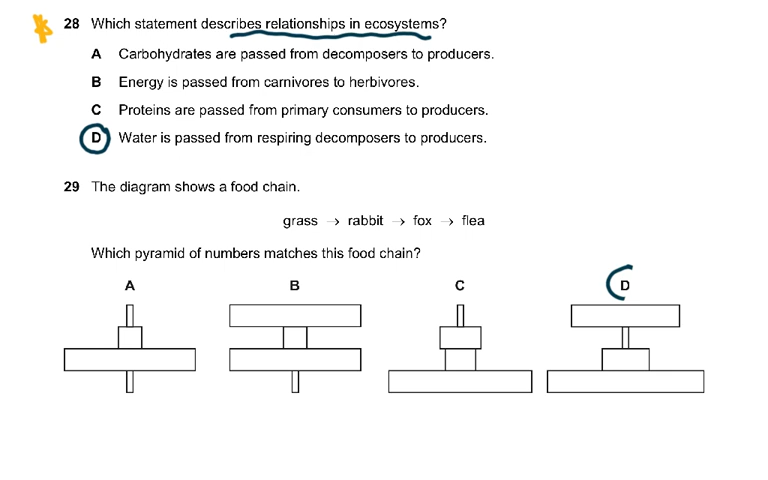 28 Which statement describes relationships in ecosystems?
A Carbohydrates are passed from decomposers to producers.
B Energy is passed from carnivores to herbivores.
C Proteins are passed from primary consumers to producers.
D Water is passed from respiring decomposers to producers.
29 The diagram shows a food chain.
grass → rabbit → fox → flea
Which pyramid of numbers matches this food chain?
A B C D